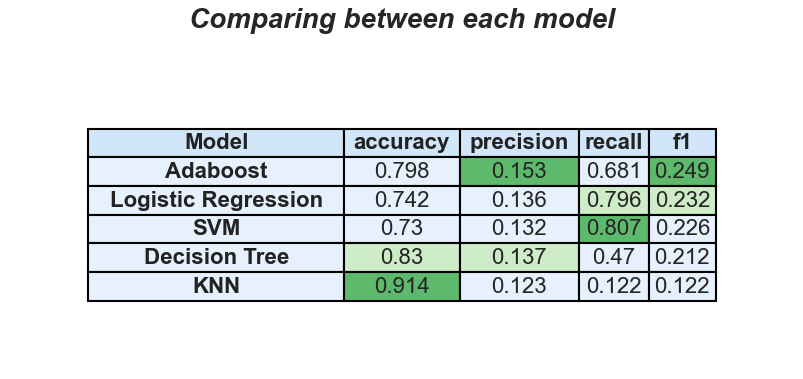 Comparing between each model
Model accuracy precision recall f1
Adaboost 0.798 0.153 0.681 0.249
Logistic Regression 0.742 0.136 0.796 0.232
SVM 0.73 0.132 0.807 0.226
Decision Tree 0.83 0.137 0.47 0.212
KNN 0.914 0.123 0.122 0.122